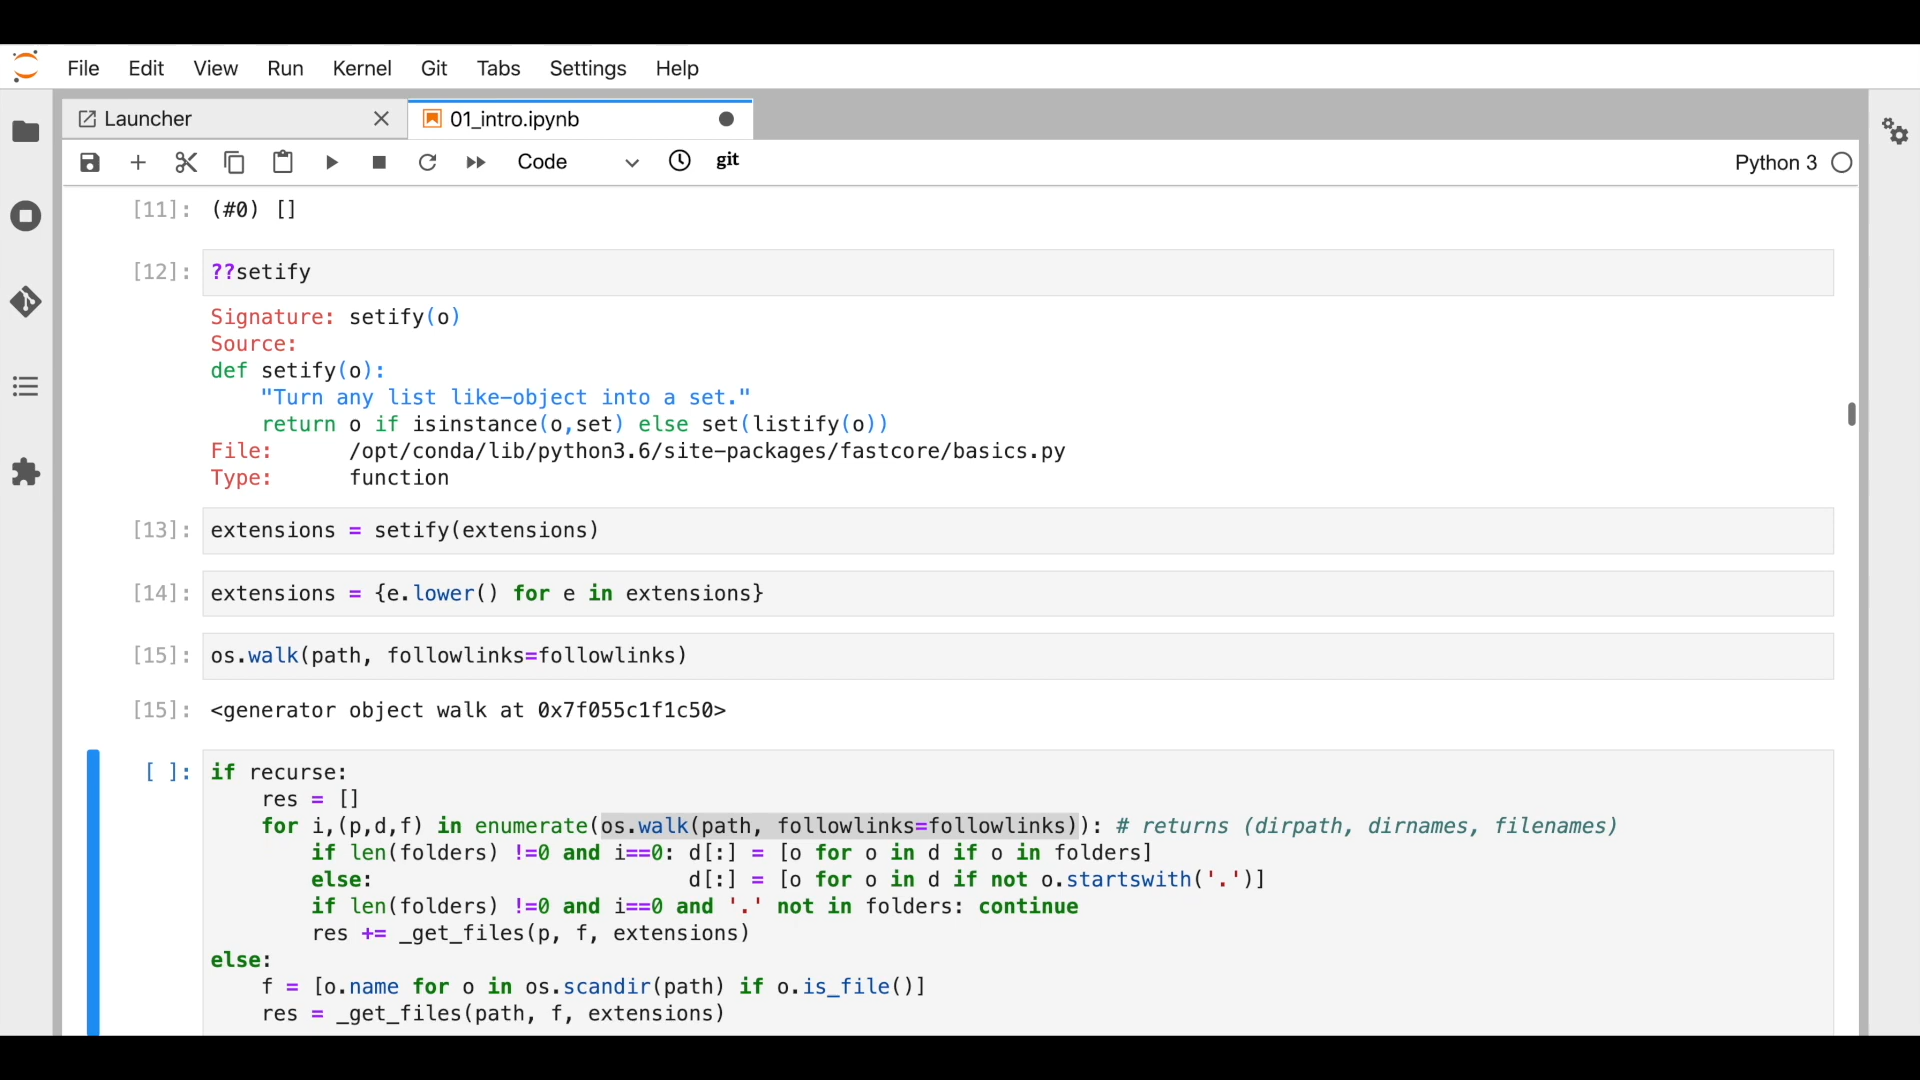 File Edit View Run Kernel Git Tabs Settings Help
Launcher
01_intro.ipynb
Code
git
Python 3
[11]: (#0) []
[12]: ??setify
Signature: setify(o)
Source:
def setify(o):
    "Turn any list like-object into a set."
    return o if isinstance(o,set) else set(listify(o))
File:      /opt/conda/lib/python3.6/site-packages/fastcore/basics.py
Type:      function
[13]: extensions = setify(extensions)
[14]: extensions = {e.lower() for e in extensions}
[15]: os.walk(path, followlinks=followlinks)
[15]: <generator object walk at 0x7f055c1f1c50>
[ ]: if recurse:
    res = []
    for i,(p,d,f) in enumerate(os.walk(path, followlinks=followlinks)): # returns (dirpath, dirnames, filenames)
        if len(folders) !=0 and i==0: d[:] = [o for o in d if o in folders]
        else:                         d[:] = [o for o in d if not o.startswith('.')]
        if len(folders) !=0 and i==0 and '.' not in folders: continue
        res += _get_files(p, f, extensions)
else:
    f = [o.name for o in os.scandir(path) if o.is_file()]
    res = _get_files(path, f, extensions)